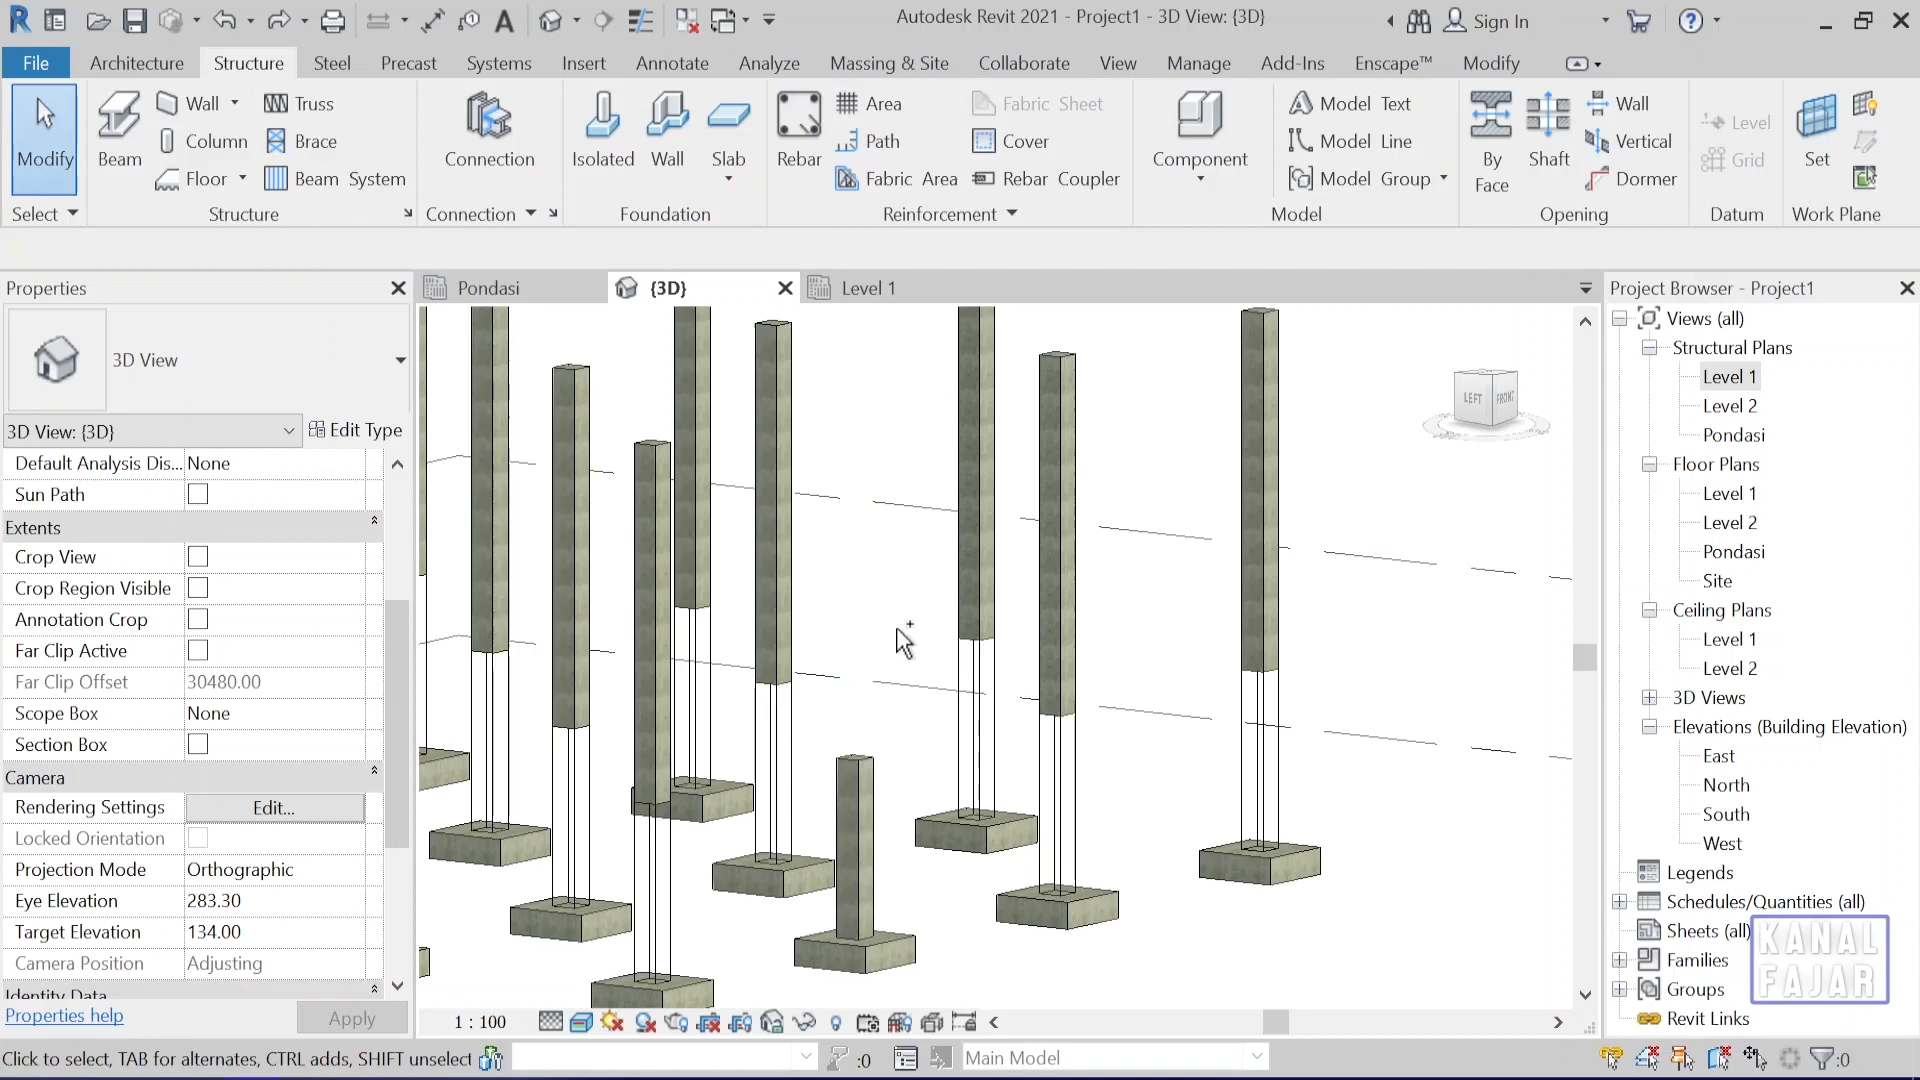 Autodesk Revit 2021 - Project1 - 3D View: {3D}
Sign In
File Architecture Structure Steel Precast Systems Insert Annotate Analyze Massing & Site Collaborate View Manage Add-Ins Enscape™ Modify
Modify
Select
Beam
Wall
Column
Floor
Truss
Brace
Beam System
Structure
Connection
Connection
Isolated
Wall
Slab
Foundation
Rebar
Area
Path
Fabric Area
Fabric Sheet
Cover
Rebar Coupler
Reinforcement
Component
Model Text
Model Line
Model Group
Model
By Face
Shaft
Wall
Vertical
Dormer
Opening
Level
Grid
Datum
Set
Work Plane
Properties
3D View
3D View: {3D}
Edit Type
Default Analysis Dis... None
Sun Path
Extents
Crop View
Crop Region Visible
Annotation Crop
Far Clip Active
Far Clip Offset 30480.00
Scope Box None
Section Box
Camera
Rendering Settings Edit...
Locked Orientation
Projection Mode Orthographic
Eye Elevation 283.30
Target Elevation 134.00
Camera Position Adjusting
Identity Data
Properties help
Apply
Pondasi
{3D}
Level 1
LEFT
FRONT
1 : 100
Project Browser - Project1
Views (all)
Structural Plans
Level 1
Level 2
Pondasi
Floor Plans
Level 1
Level 2
Pondasi
Site
Ceiling Plans
Level 1
Level 2
3D Views
Elevations (Building Elevation)
East
North
South
West
Legends
Schedules/Quantities (all)
Sheets (all)
Families
Groups
Revit Links
KANAL
FAJAR
Click to select, TAB for alternates, CTRL adds, SHIFT unselect
:0
Main Model
:0